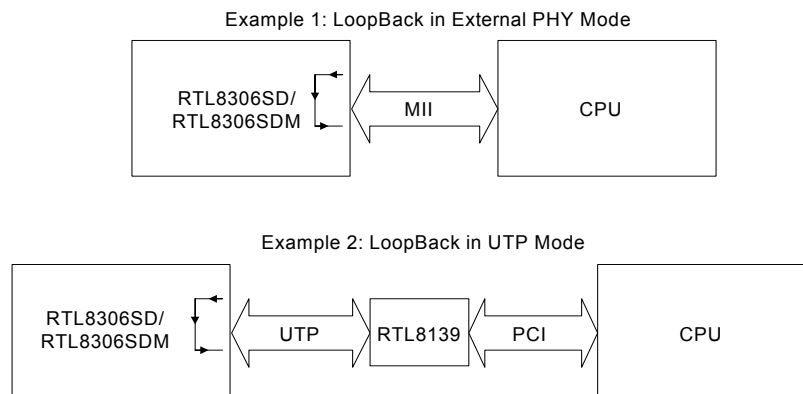 Example 1: LoopBack in External PHY Mode
RTL8306SD/
RTL8306SDM
MII
CPU
Example 2: LoopBack in UTP Mode
RTL8306SD/
RTL8306SDM
UTP
RTL8139
PCI
CPU